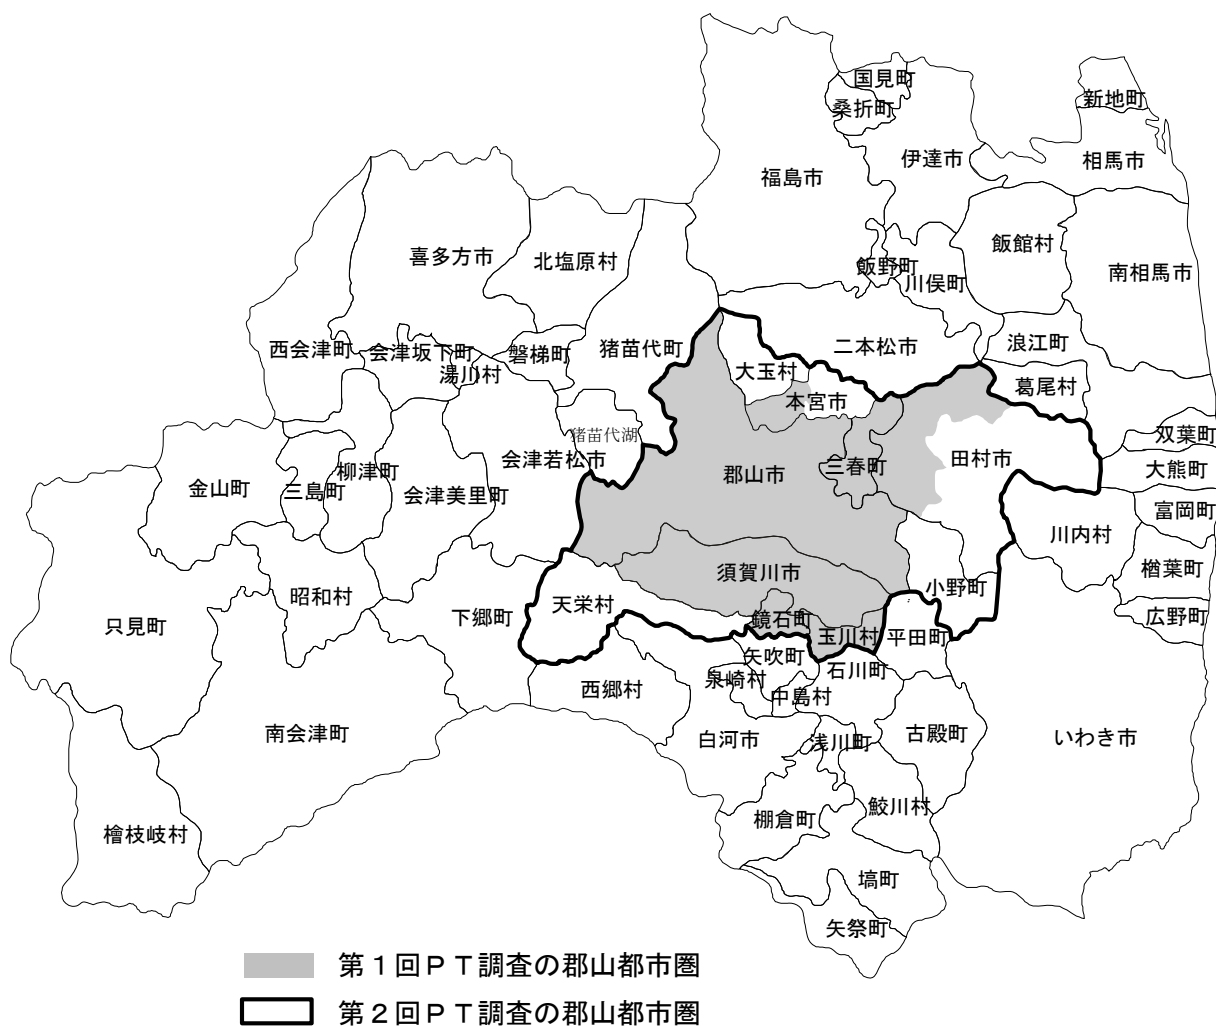 国見町
桑折町
新地町
伊達市
相馬市
福島市
飯舘村
飯野町
川俣町
南相馬市
喜多方市
北塩原村
二本松市
浪江町
西会津町
会津坂下町
湯川村
磐梯町
猪苗代町
大玉村
本宮市
葛尾村
双葉町
猪苗代湖
会津若松市
三春町
田村市
大熊町
郡山市
金山町
三島町
柳津町
会津美里町
富岡町
川内村
楢葉町
須賀川市
昭和村
下郷町
天栄村
小野町
広野町
只見町
鏡石町
玉川村
平田町
矢吹町
石川町
泉崎村
中島村
西郷村
南会津町
白河市
浅川町
古殿町
いわき市
檜枝岐村
棚倉町
鮫川村
塙町
矢祭町
第1回PT調査の郡山都市圏
第2回PT調査の郡山都市圏